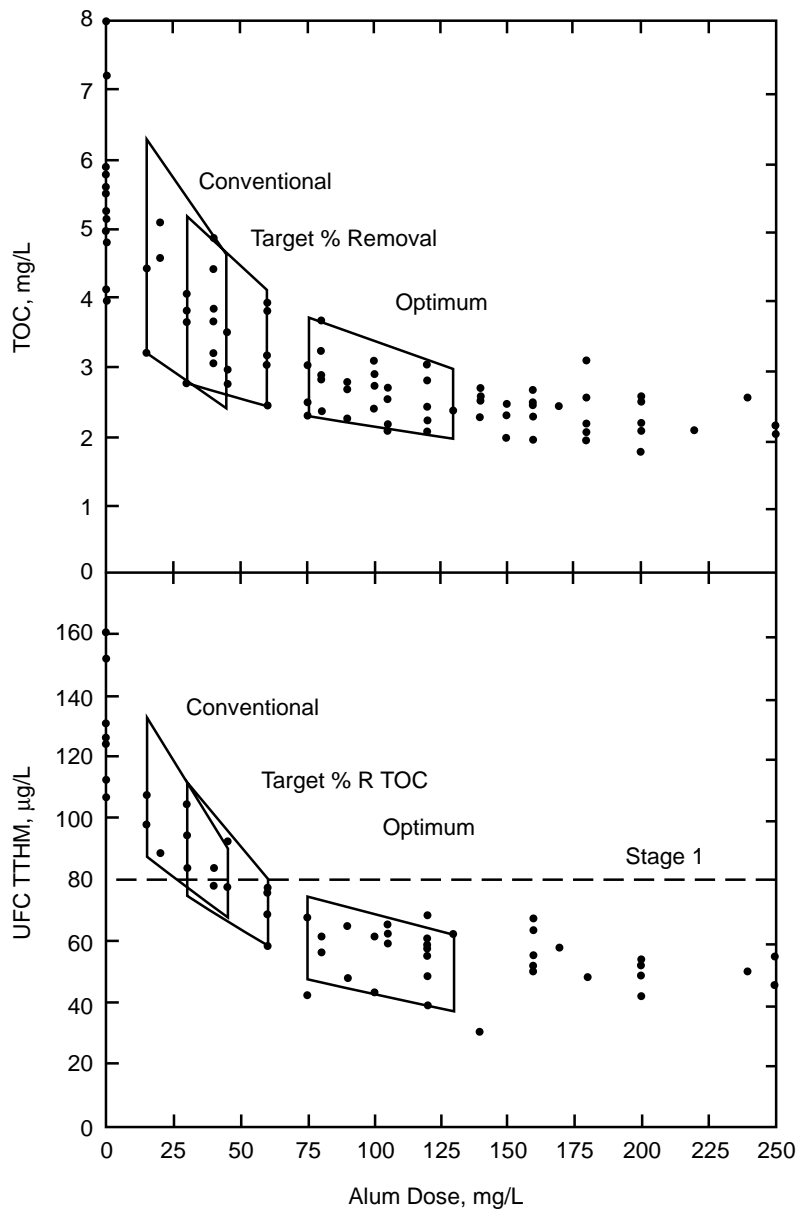 8
7
6
5
4
3
2
1
0
TOC, mg/L
Conventional
Target % Removal
Optimum
160
140
120
100
80
60
40
20
0
UFC TTHM, μg/L
Conventional
Target % R TOC
Optimum
Stage 1
0 25 50 75 100 125 150 175 200 225 250
Alum Dose, mg/L